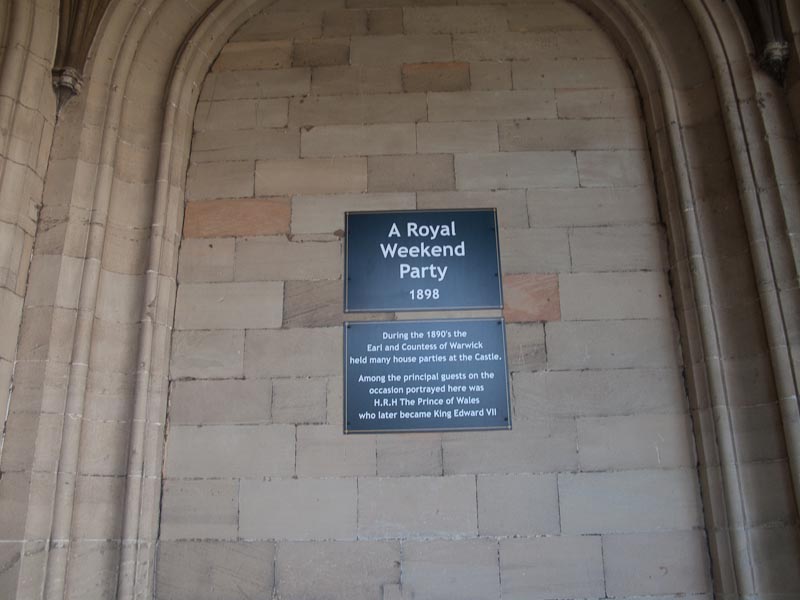 A Royal
Weekend
Party
1898
During the 1890's the
Earl and Countess of Warwick
held many house parties at the Castle.
Among the principal guests on the
occasion portrayed here was
H.R.H The Prince of Wales
who later became King Edward VII